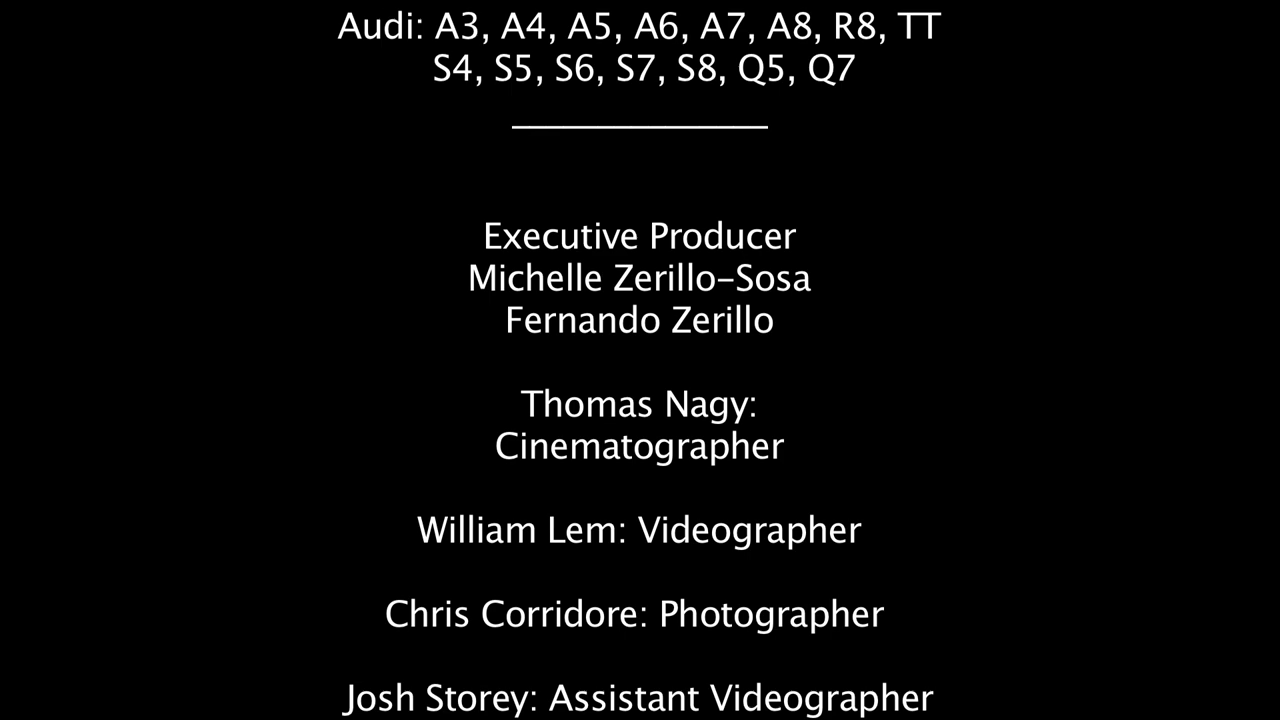 Audi: A3, A4, A5, A6, A7, A8, R8, TT
S4, S5, S6, S7, S8, Q5, Q7
Executive Producer
Michelle Zerillo-Sosa
Fernando Zerillo
Thomas Nagy:
Cinematographer
William Lem: Videographer
Chris Corridore: Photographer
Josh Storey: Assistant Videographer